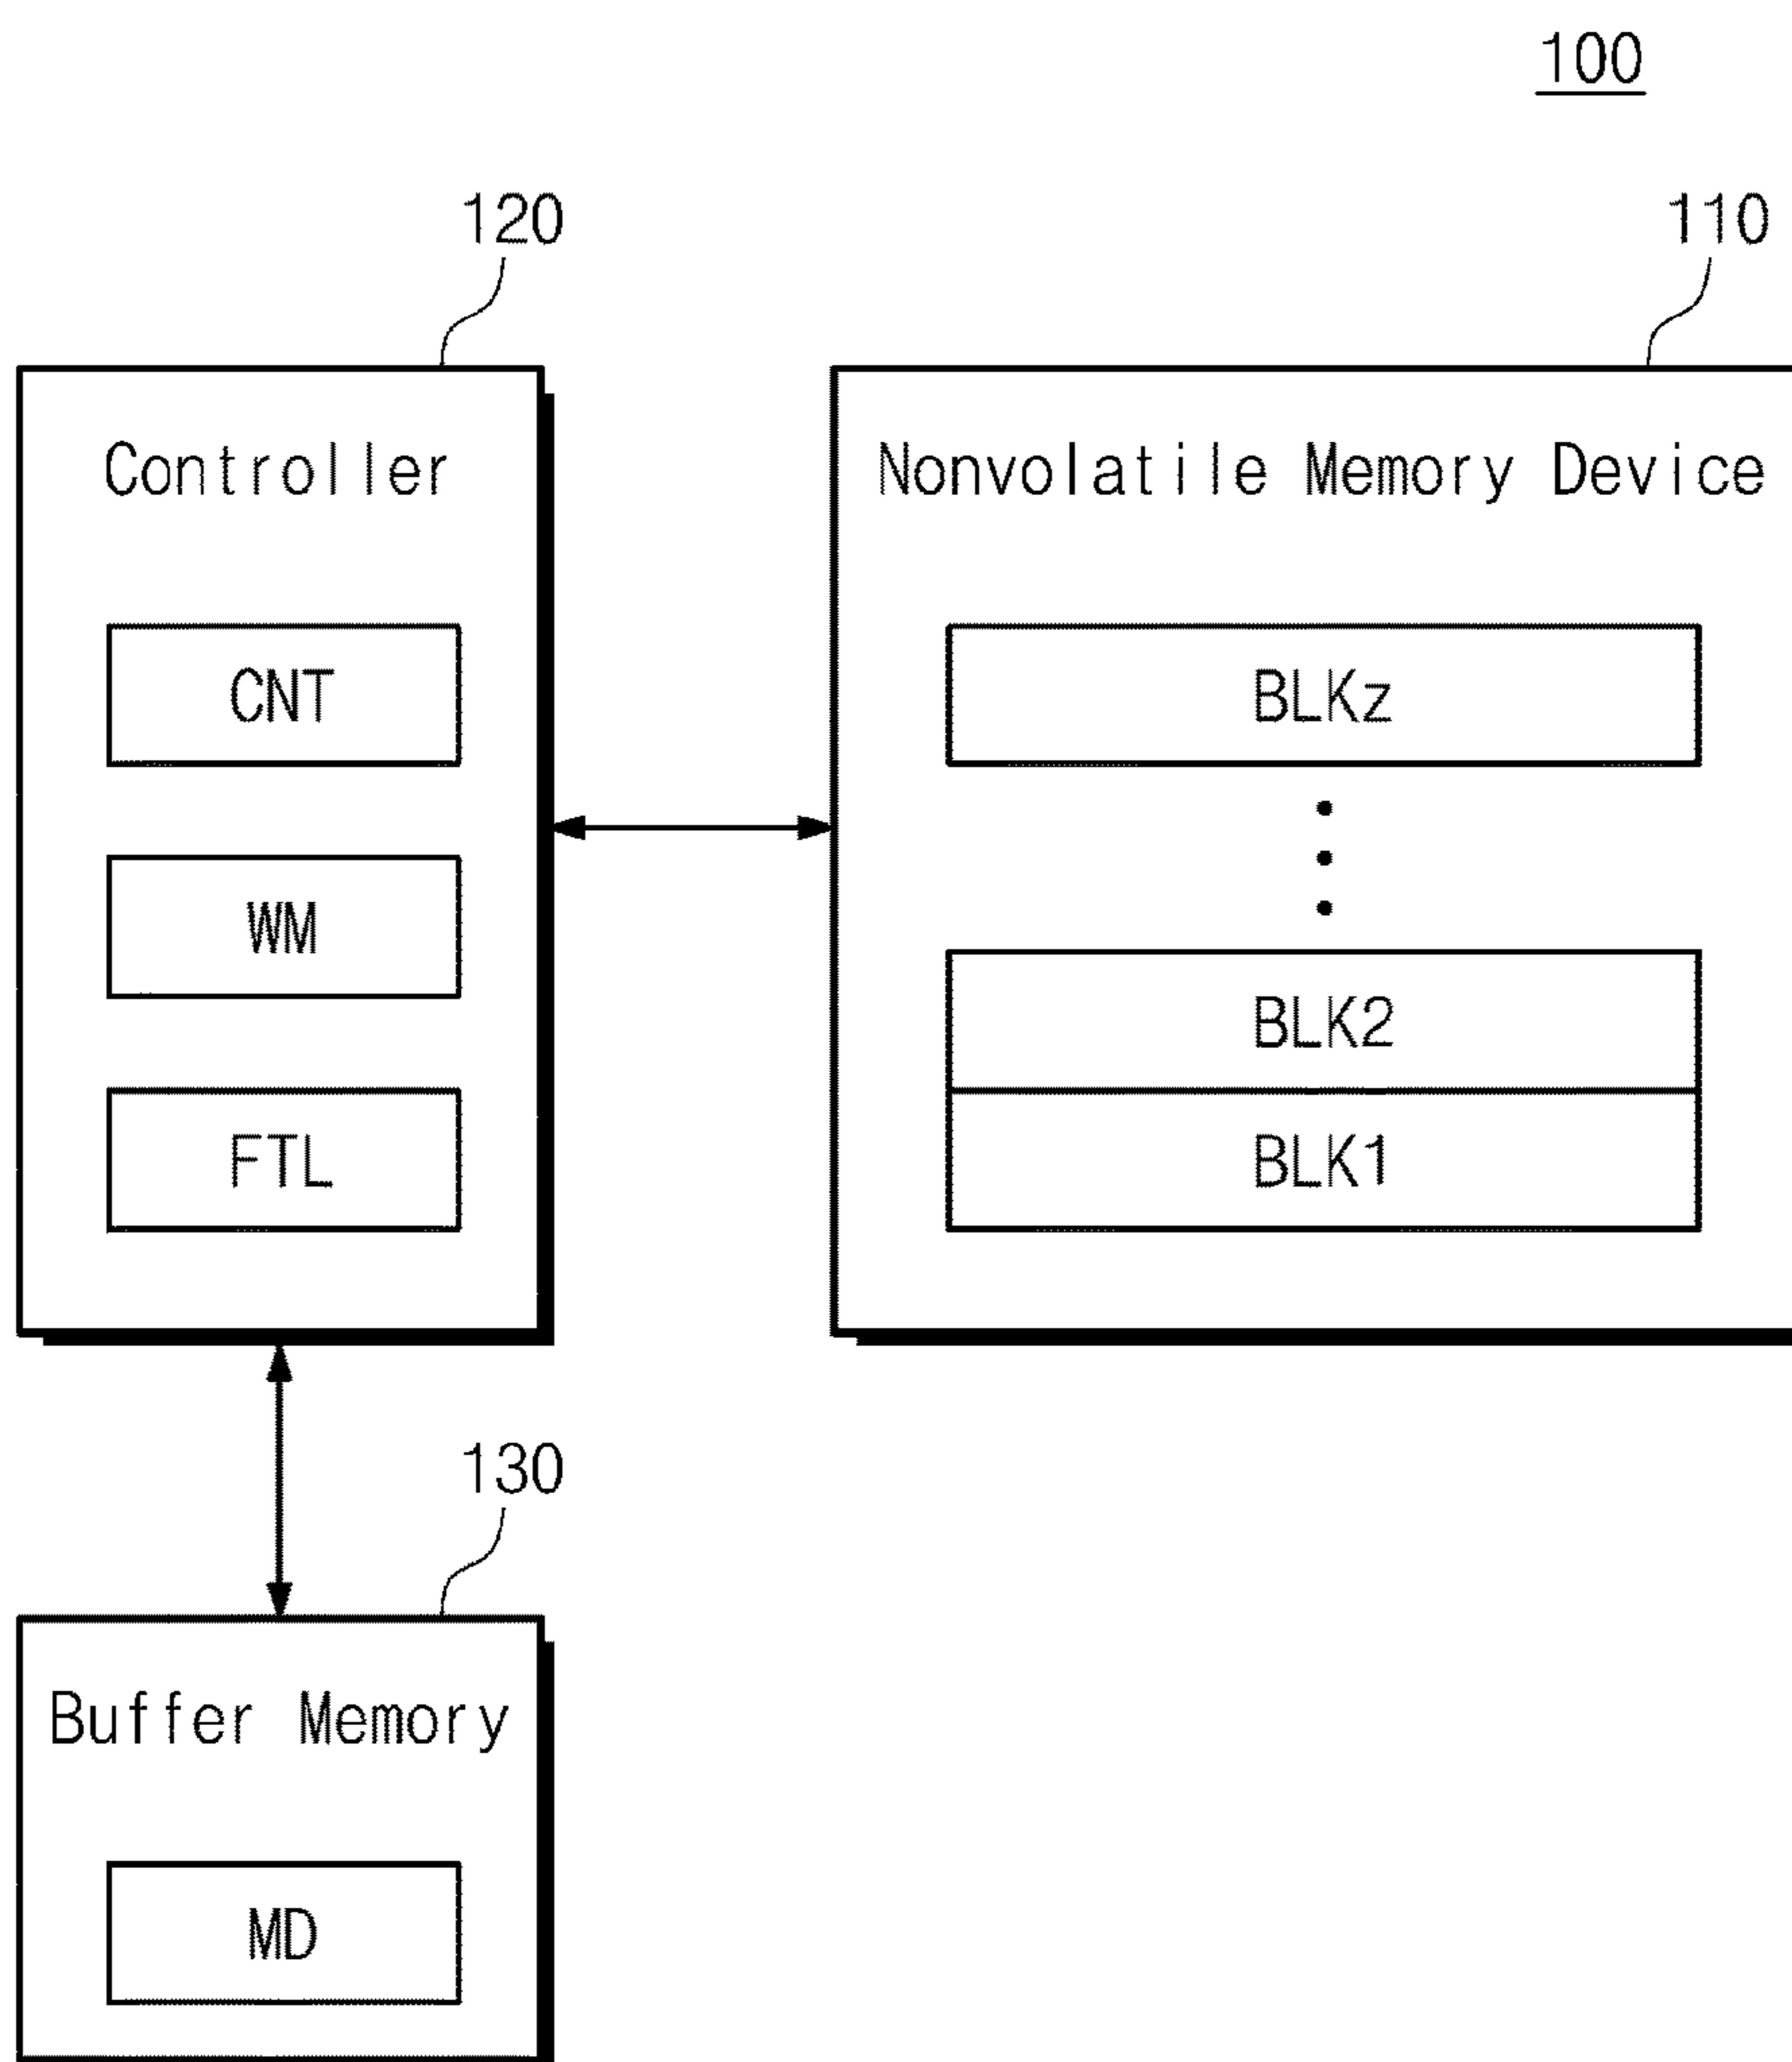 100
120
110
Controller
Nonvolatile Memory Device
CNT
BLKz
WM
BLK2
FTL
BLK1
130
Buffer Memory
MD